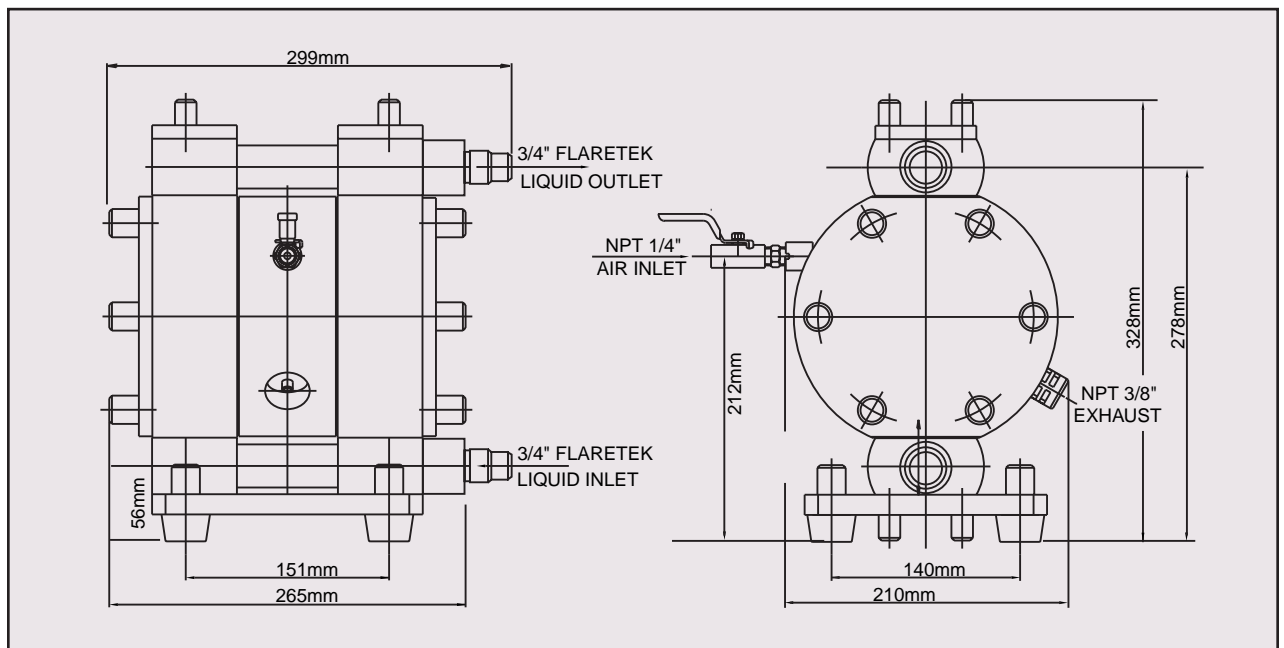 299mm
3/4" FLARETEK
LIQUID OUTLET
3/4" FLARETEK
LIQUID INLET
56mm
151mm
265mm
NPT 1/4"
AIR INLET
212mm
328mm
278mm
NPT 3/8"
EXHAUST
140mm
210mm